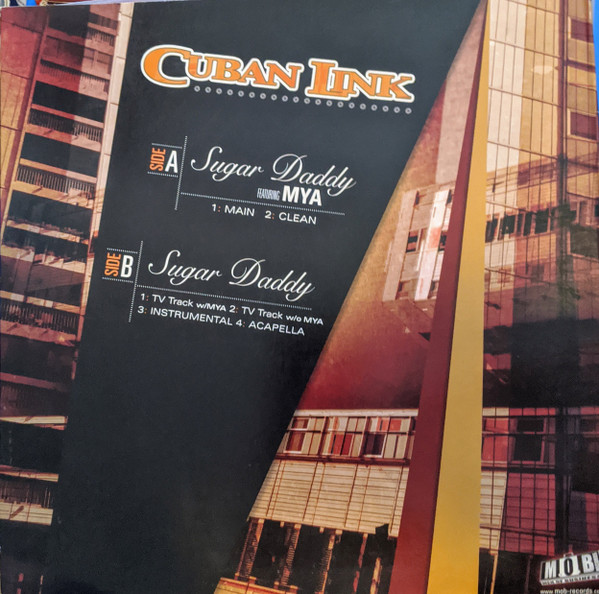 CUBAN LINK
SIDE A
Sugar Daddy
FEATURING MYA
1: MAIN 2: CLEAN
SIDE B
Sugar Daddy
1: TV Track w/MYA 2: TV Track w/o MYA
3: INSTRUMENTAL 4: ACAPELLA
www.mob-records.co